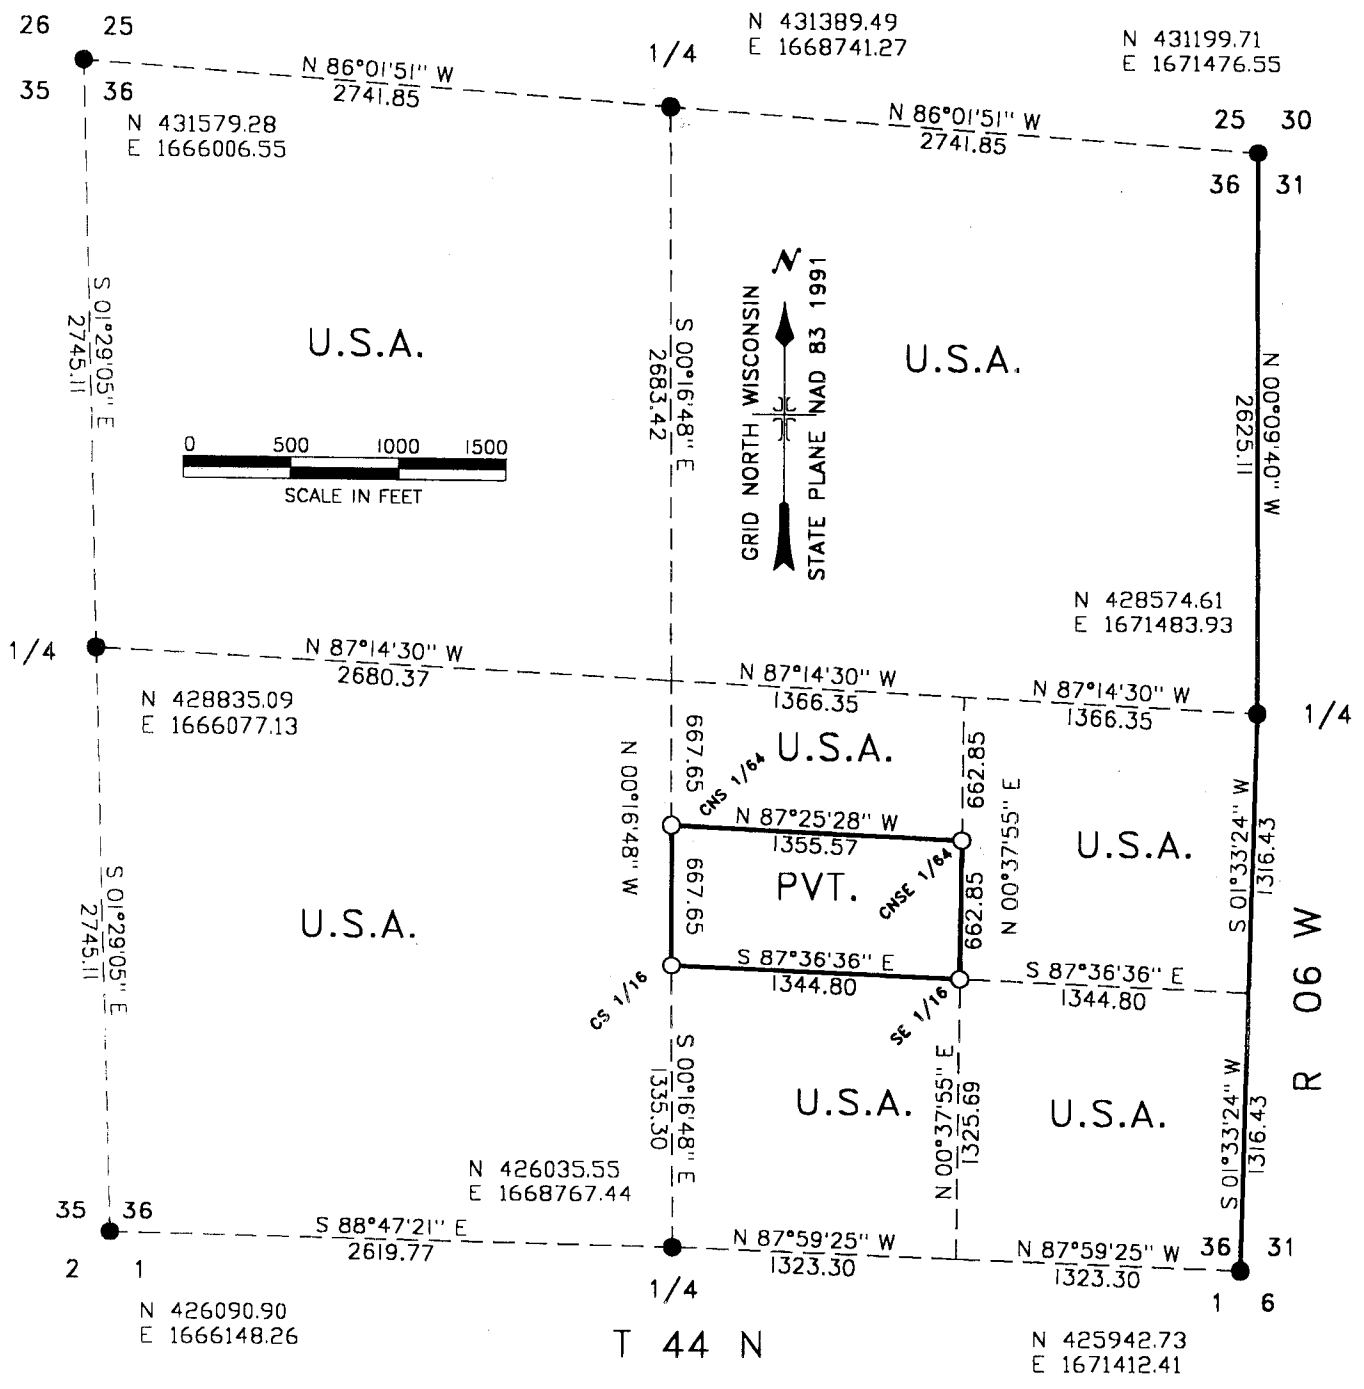 26 25
35 36
N 86°01'51" W
2741.85
N 431579.28
E 1666006.55
1/4
N 431389.49
E 1668741.27
N 86°01'51" W
2741.85
N 431199.71
E 1671476.55
25 30
36 31
S 01°29'05" E
2745.11
U.S.A.
S 00°16'48" E
2683.42
GRID NORTH WISCONSIN
STATE PLANE NAD 83 1991
N
U.S.A.
N 00°09'40" W
2625.11
0 500 1000 1500
SCALE IN FEET
N 428574.61
E 1671483.93
1/4
N 87°14'30" W
2680.37
N 87°14'30" W
1366.35
N 87°14'30" W
1366.35
1/4
N 428835.09
E 1666077.13
667.65
N 00°16'48" W
U.S.A.
662.85
N 00°37'55" E
CNS 1/64
N 87°25'28" W
1355.57
CNSE 1/64
667.65
PVT.
662.85
U.S.A.
S 01°33'24" W
1316.43
S 01°29'05" E
2745.11
U.S.A.
S 87°36'36" E
1344.80
S 87°36'36" E
1344.80
CS 1/16
SE 1/16
R 06 W
S 00°16'48" E
1335.30
U.S.A.
N 00°37'55" E
1325.69
U.S.A.
S 01°33'24" W
1316.43
N 426035.55
E 1668767.44
35 36
2 1
S 88°47'21" E
2619.77
1/4
N 87°59'25" W
1323.30
N 87°59'25" W
1323.30
36 31
1 6
N 426090.90
E 1666148.26
T 44 N
N 425942.73
E 1671412.41